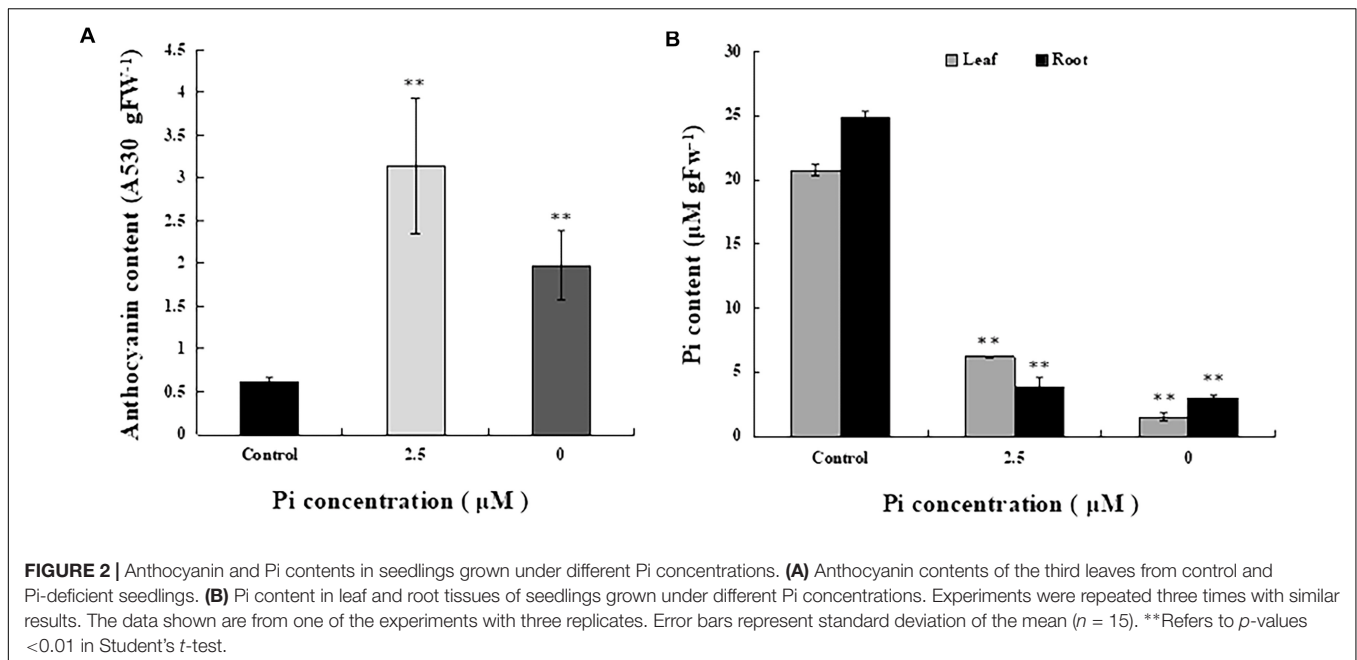 A
4.5
4
3.5
3
2.5
2
1.5
1
0.5
0
Anthocyanin content (A530 gFW⁻¹)
**
**
Control 2.5 0
Pi concentration ( µM )
B
30
25
20
15
10
5
0
Pi content (µM gFw⁻¹)
Leaf Root
**
**
**
**
Control 2.5 0
Pi concentration ( µM )
FIGURE 2 | Anthocyanin and Pi contents in seedlings grown under different Pi concentrations. (A) Anthocyanin contents of the third leaves from control and
Pi-deficient seedlings. (B) Pi content in leaf and root tissues of seedlings grown under different Pi concentrations. Experiments were repeated three times with similar
results. The data shown are from one of the experiments with three replicates. Error bars represent standard deviation of the mean (n = 15). **Refers to p-values
<0.01 in Student's t-test.